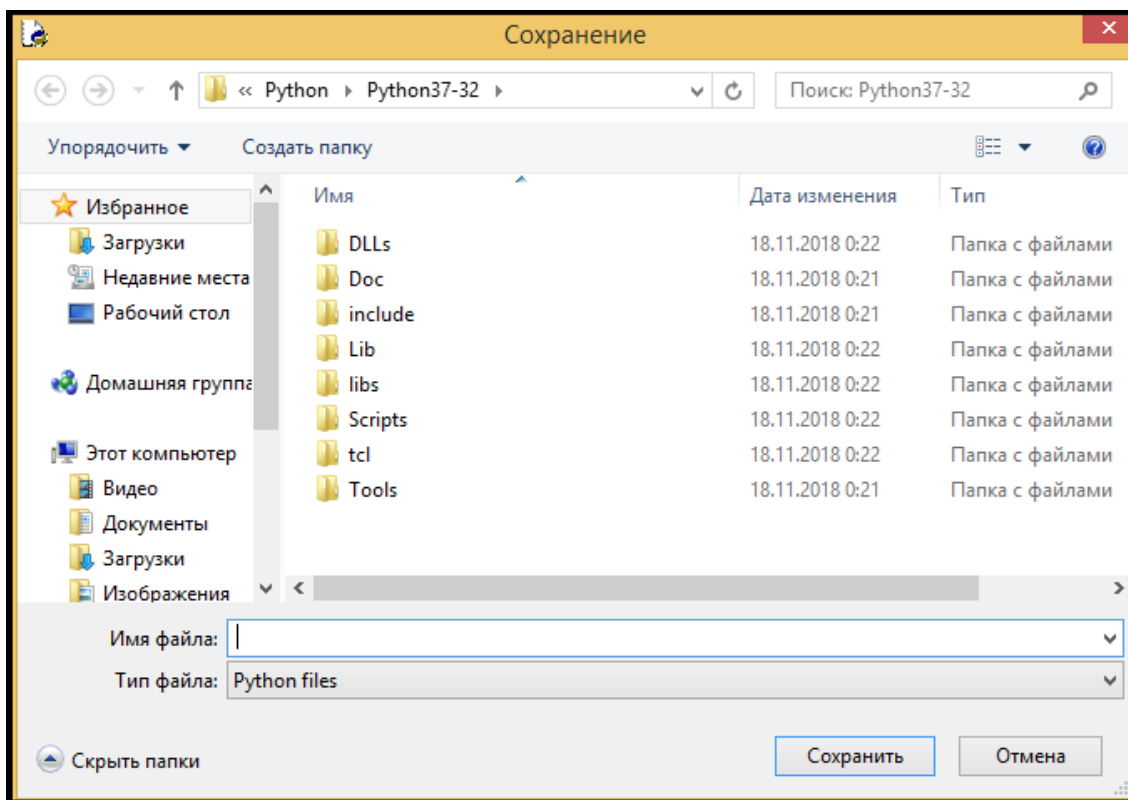 Сохранение
« Python Python37-32
Поиск: Python37-32
Упорядочить Создать папку
Избранное
Загрузки
Недавние места
Рабочий стол
Домашняя группа
Этот компьютер
Видео
Документы
Загрузки
Изображения
Имя Дата изменения Тип
DLLs 18.11.2018 0:22 Папка с файлами
Doc 18.11.2018 0:21 Папка с файлами
include 18.11.2018 0:21 Папка с файлами
Lib 18.11.2018 0:22 Папка с файлами
libs 18.11.2018 0:22 Папка с файлами
Scripts 18.11.2018 0:22 Папка с файлами
tcl 18.11.2018 0:22 Папка с файлами
Tools 18.11.2018 0:21 Папка с файлами
Имя файла:
Тип файла: Python files
Скрыть папки
Сохранить Отмена